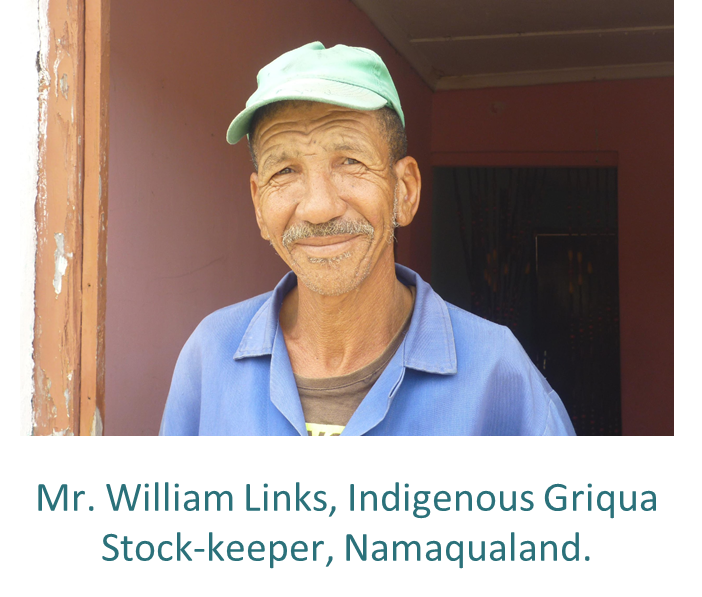 Mr. William Links, Indigenous Griqua
Stock-keeper, Namaqualand.